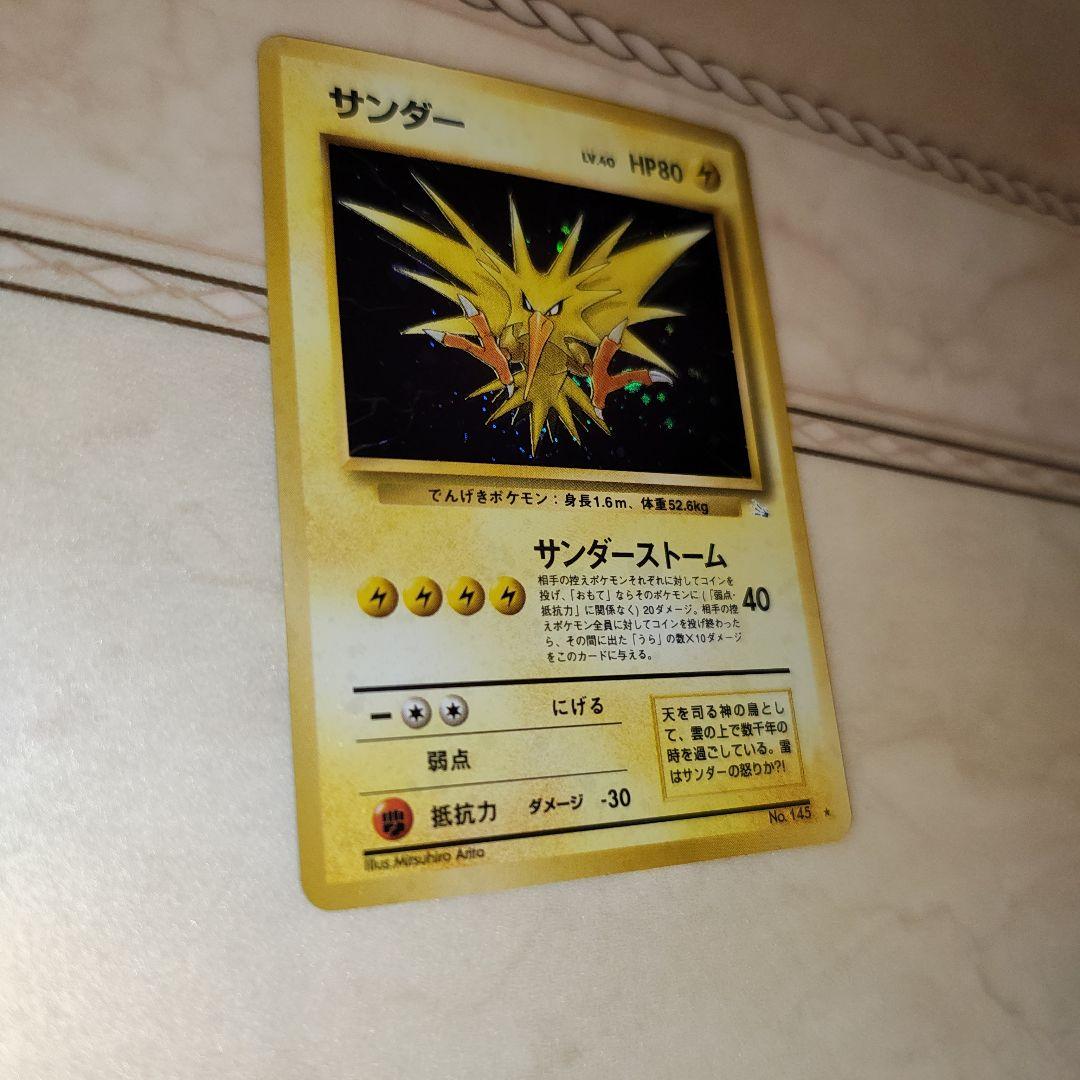 サンダー
LV.40 HP80
でんげきポケモン：身長1.6m、体重52.6kg
サンダーストーム
相手の控えポケモンそれぞれに対してコインを
投げ、「おもて」ならそのポケモンに (「弱点・
抵抗力」に関係なく) 20ダメージ。相手の控
えポケモン全員に対してコインを投げ終わった
ら、その間に出た「うら」の数×10ダメージ
をこのカードに与える。
40
にげる
弱点
抵抗力 ダメージ -30
天を司る神の鳥とし
て、雲の上で数千年の
時を過ごしている。雷
はサンダーの怒りか?!
Illus. Mitsuhiro Arita
No. 145